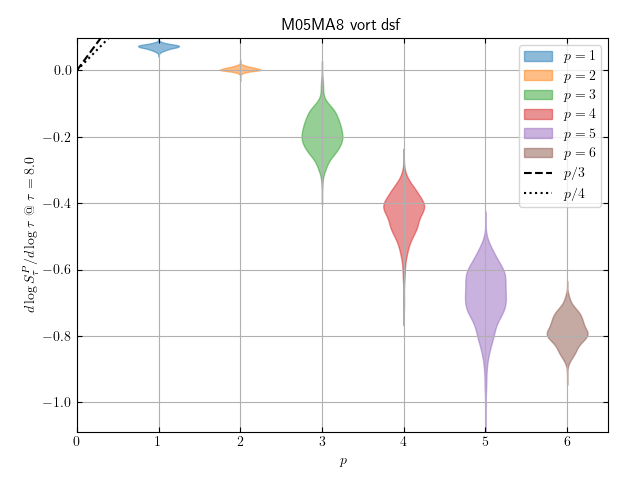 M05MA8 vort dsf
d log S_τ^P / d log τ @ τ = 8.0
0.0
−0.2
−0.4
−0.6
−0.8
−1.0
p = 1
p = 2
p = 3
p = 4
p = 5
p = 6
p/3
p/4
0 1 2 3 4 5 6
p